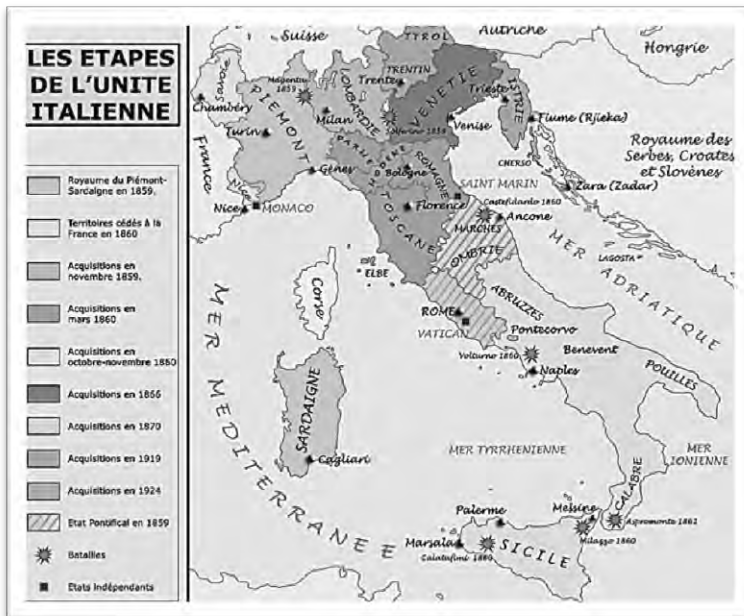 LES ETAPES
DE L'UNITE
ITALIENNE
Royaume du Piémont-
Sardaigne en 1859.
Territoires cédés à la
France en 1860
Acquisitions en
novembre 1859.
Acquisitions en
mars 1860
Acquisitions en
octobre-novembre 1860
Acquisitions en 1866
Acquisitions en 1870
Acquisitions en 1919
Acquisitions en 1924
Etat Pontifical en 1859
Batailles
Etats Indépendants
Suisse
Autriche
Hongrie
TYROL
TRENTIN
Trente
Savoie
Chambéry
Magenta
1859
LOMBARDIE
VENETIE
Trieste
ISTRIE
Milan
Solferino 1859
Venise
Fiume (Rjieka)
PIEMONT
Turin
France
PARME
MODENE
ROMAGNE
Bologne
CHERSO
Royaume des
Serbes, Croates
et Slovènes
Gênes
Nice
Nice
MONACO
Florence
SAINT MARIN
Zara (Zadar)
Castelfidardo 1860
Ancone
TOSCANE
MARCHES
OMBRIE
LAGOSTA
MER ADRIATIQUE
ELBE
Corse
ROME
VATICAN
ABRUZZES
Pontecorvo
Volturno 1860
Benevent
Naples
POUILLES
SARDAIGNE
Cagliari
MER MEDITERRANEE
MER TYRRHENIENNE
MER
IONIENNE
CALABRE
Palerme
Messine
Aspromonte 1862
Milazzo 1860
Marsala
Calatafimi 1860
SICILE